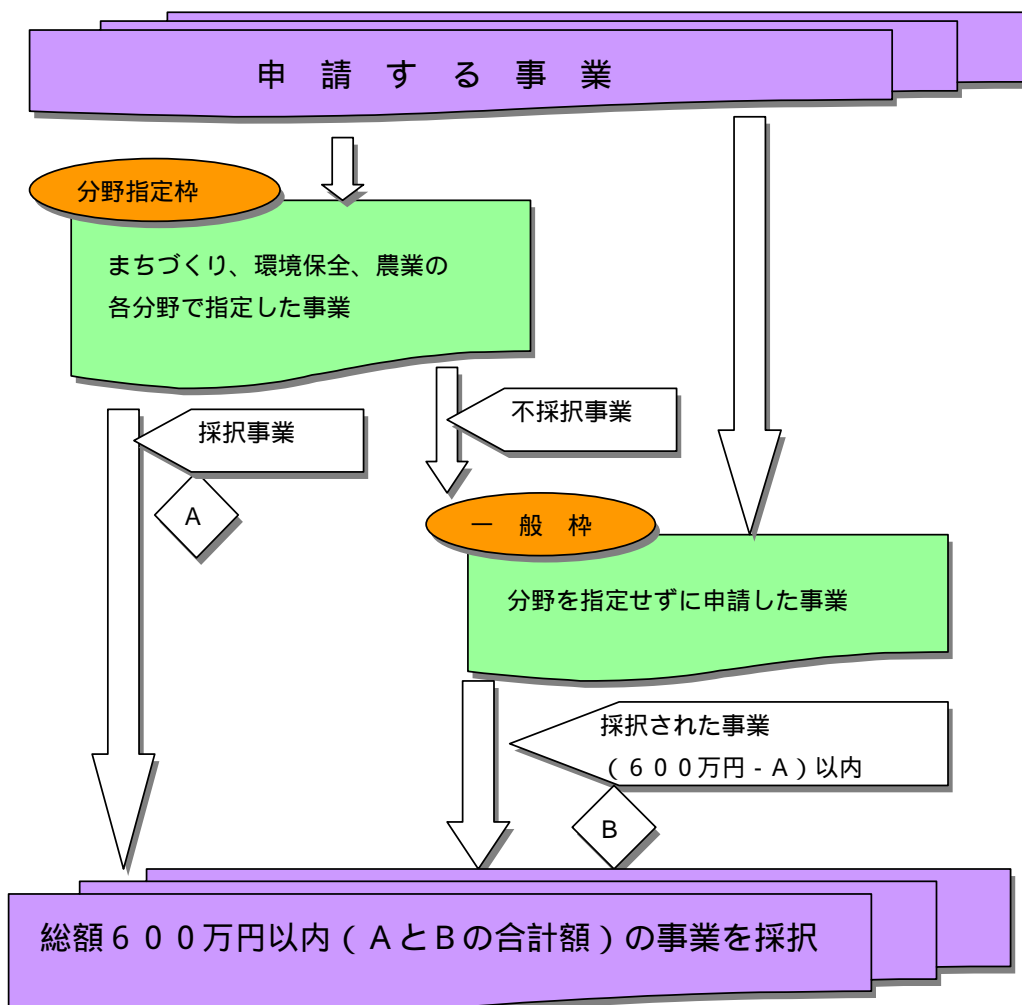 申 請 す る 事 業
分野指定枠
まちづくり、環境保全、農業の
各分野で指定した事業
採択事業
不採択事業
A
一 般 枠
分野を指定せずに申請した事業
採択された事業
(600万円-A)以内
B
総額600万円以内(AとBの合計額)の事業を採択